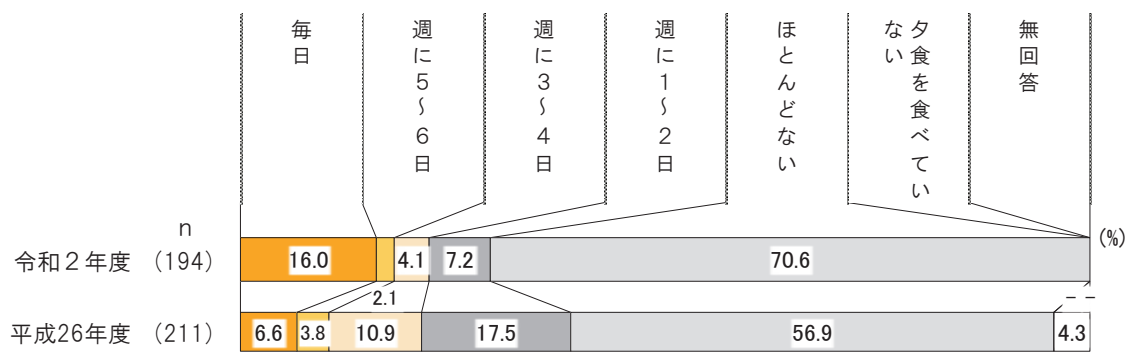 毎日
週に5〜6日
週に3〜4日
週に1〜2日
ほとんどない
夕食を食べてい
ない
無回答
n
(%)
令和2年度 (194)
16.0
4.1
7.2
70.6
2.1
- -
平成26年度 (211)
6.6
3.8
10.9
17.5
56.9
4.3